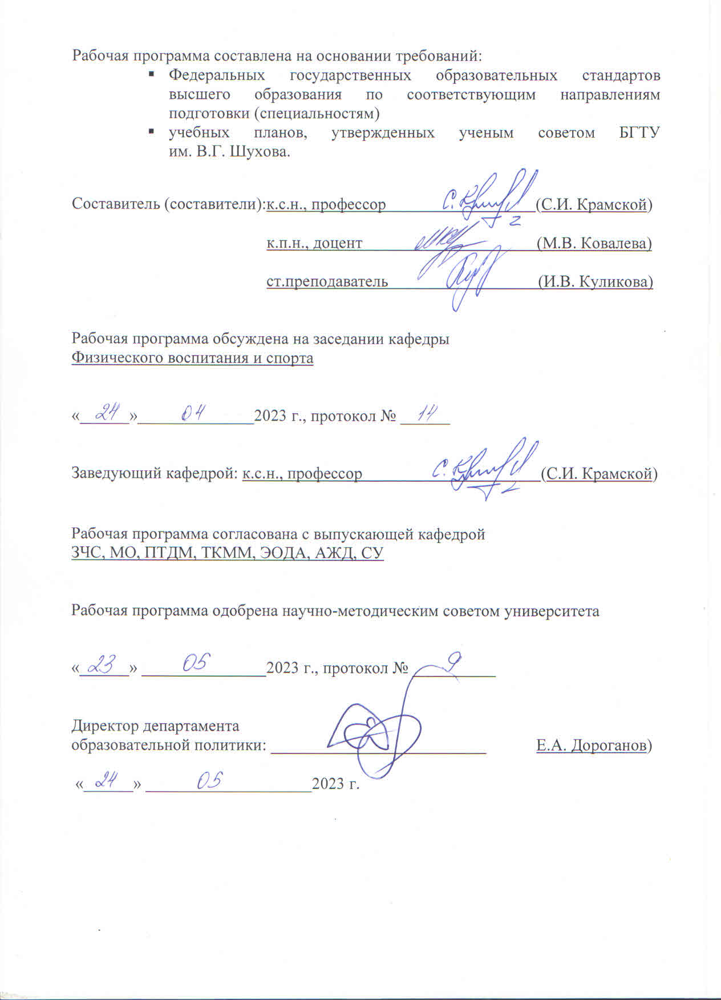 Рабочая программа составлена на основании требований:
▪ Федеральных государственных образовательных стандартов
высшего образования по соответствующим направлениям
подготовки (специальностям)
▪ учебных планов, утвержденных ученым советом БГТУ
им. В.Г. Шухова.
Составитель (составители):к.с.н., профессор С. (С.И. Крамской)
к.п.н., доцент (М.В. Ковалева)
ст.преподаватель (И.В. Куликова)
Рабочая программа обсуждена на заседании кафедры
Физического воспитания и спорта
« 24 » 04 2023 г., протокол № 14
Заведующий кафедрой: к.с.н., профессор С. (С.И. Крамской)
Рабочая программа согласована с выпускающей кафедрой
ЗЧС, МО, ПТДМ, ТКММ, ЭОДА, АЖД, СУ
Рабочая программа одобрена научно-методическим советом университета
« 23 » 05 2023 г., протокол № 9
Директор департамента
образовательной политики: Е.А. Дороганов)
« 24 » 05 2023 г.